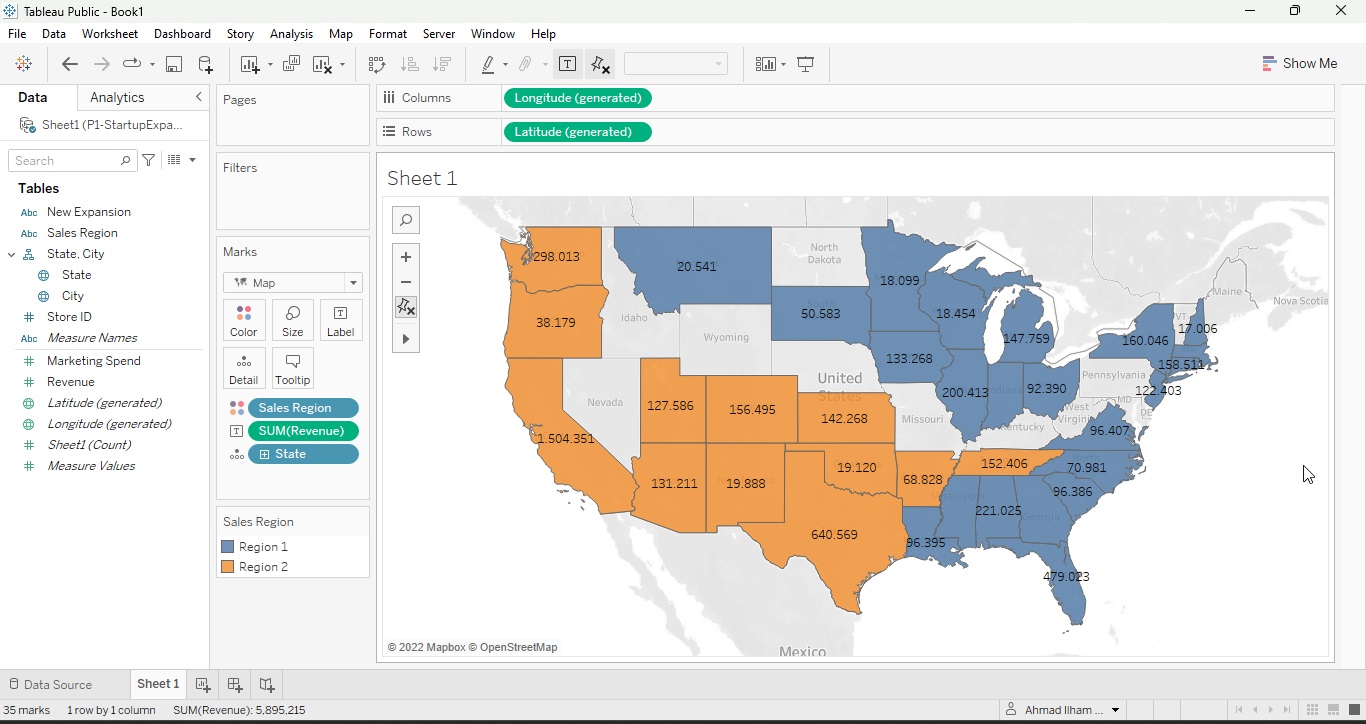 Tableau Public - Book1
File Data Worksheet Dashboard Story Analysis Map Format Server Window Help
Show Me
Data Analytics
Sheet1 (P1-StartupExpa...
Search
Tables
Abc New Expansion
Abc Sales Region
State, City
State
City
# Store ID
Abc Measure Names
# Marketing Spend
# Revenue
Latitude (generated)
Longitude (generated)
# Sheet1 (Count)
# Measure Values
Pages
Filters
Marks
Map
Color Size Label
Detail Tooltip
Sales Region
SUM(Revenue)
State
Sales Region
Region 1
Region 2
Columns Longitude (generated)
Rows Latitude (generated)
Sheet 1
298.013
20.541
North
Dakota
18.099
Maine
Nova Scotia
38.179
Idaho
South
50.583
18.454
147.759
VT
17.006
160.046
Wyoming
133.268
158.511
United
States
Pennsylvania
122.403
Nevada
127.586
156.495
142.268
200.413
92.390
MD
DE
Missouri
West
Virginia
Kentucky
96.407
1.504.351
131.211
19.888
19.120
68.828
152.406
North
70.981
96.386
221.025
Georgia
640.569
96.395
479.023
Mexico
© 2022 Mapbox © OpenStreetMap
Data Source Sheet 1
35 marks 1 row by 1 column SUM(Revenue): 5,895,215
Ahmad Ilham ...